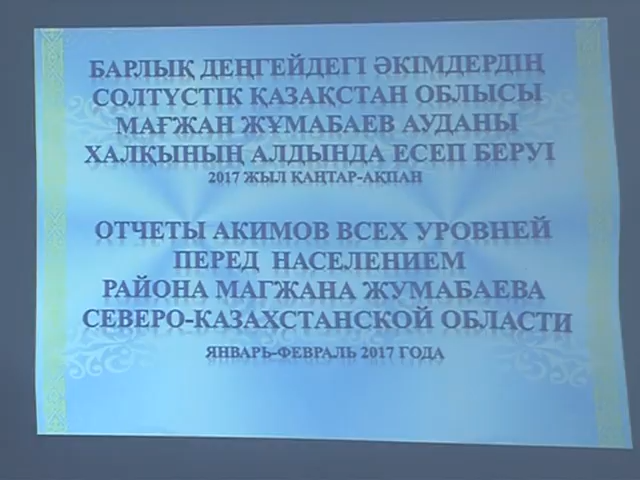 БАРЛЫҚ ДЕҢГЕЙДЕГІ ӘКІМДЕРДІҢ
СОЛТҮСТІК ҚАЗАҚСТАН ОБЛЫСЫ
МАҒЖАН ЖҰМАБАЕВ АУДАНЫ
ХАЛҚЫНЫҢ АЛДЫНДА ЕСЕП БЕРУІ
2017 ЖЫЛ ҚАҢТАР-АҚПАН
ОТЧЕТЫ АКИМОВ ВСЕХ УРОВНЕЙ
ПЕРЕД НАСЕЛЕНИЕМ
РАЙОНА МАГЖАНА ЖУМАБАЕВА
СЕВЕРО-КАЗАХСТАНСКОЙ ОБЛАСТИ
ЯНВАРЬ-ФЕВРАЛЬ 2017 ГОДА